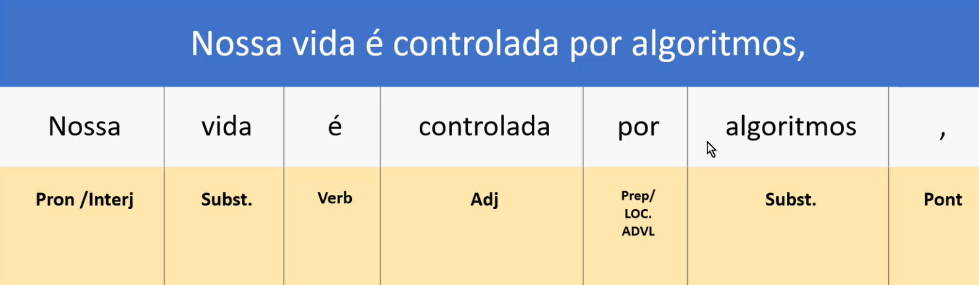 Nossa vida é controlada por algoritmos,
Nossa vida é controlada por algoritmos ,
Pron /Interj Subst. Verb Adj Prep/ Subst. Pont
LOC.
ADVL